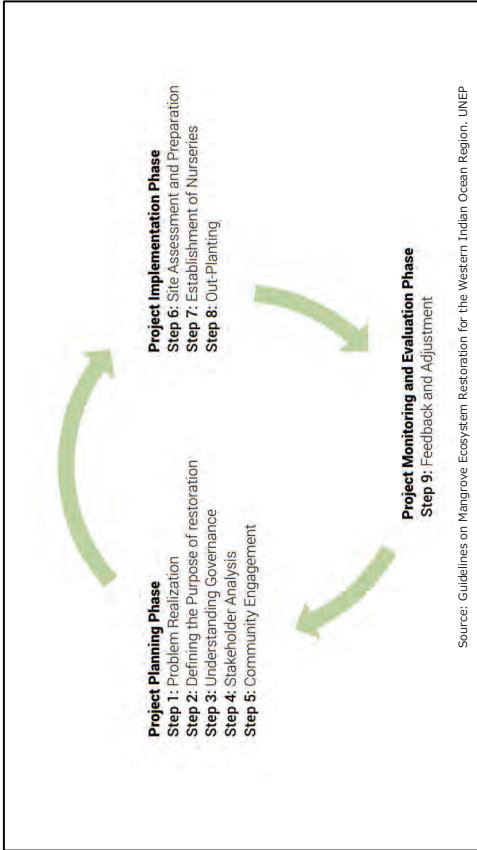 Project Planning Phase
Step 1: Problem Realization
Step 2: Defining the Purpose of restoration
Step 3: Understanding Governance
Step 4: Stakeholder Analysis
Step 5: Community Engagement
Project Implementation Phase
Step 6: Site Assessment and Preparation
Step 7: Establishment of Nurseries
Step 8: Out-Planting
Project Monitoring and Evaluation Phase
Step 9: Feedback and Adjustment
Source: Guidelines on Mangrove Ecosystem Restoration for the Western Indian Ocean Region. UNEP